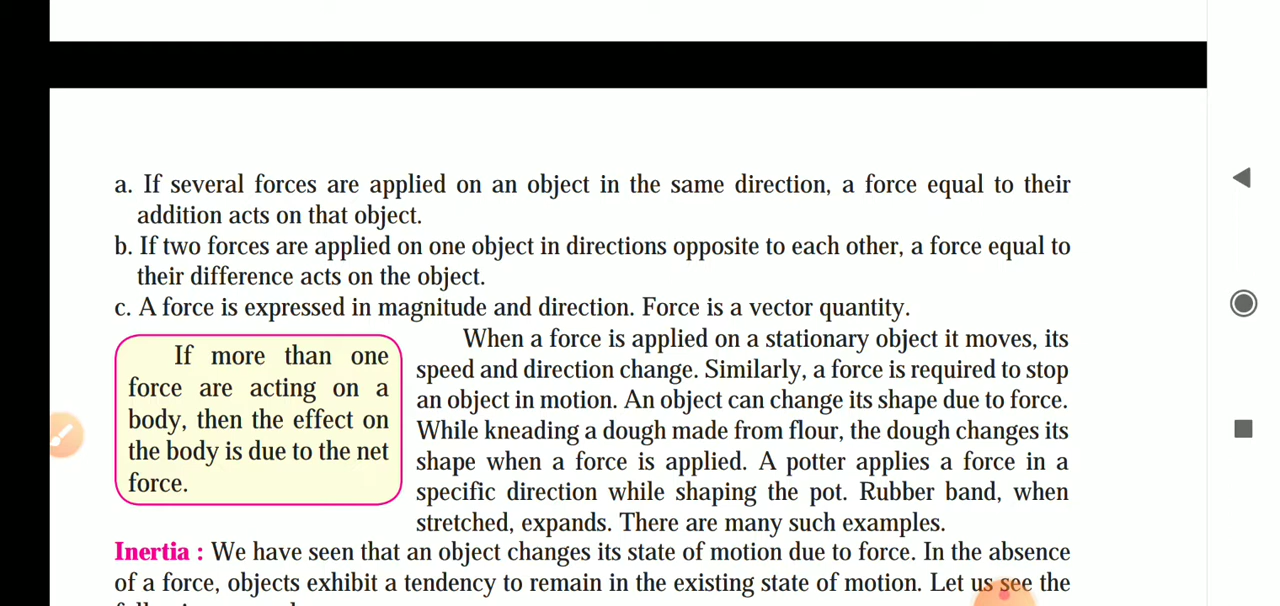 a. If several forces are applied on an object in the same direction, a force equal to their
addition acts on that object.
b. If two forces are applied on one object in directions opposite to each other, a force equal to
their difference acts on the object.
c. A force is expressed in magnitude and direction. Force is a vector quantity.
If more than one
force are acting on a
body, then the effect on
the body is due to the net
force.
When a force is applied on a stationary object it moves, its
speed and direction change. Similarly, a force is required to stop
an object in motion. An object can change its shape due to force.
While kneading a dough made from flour, the dough changes its
shape when a force is applied. A potter applies a force in a
specific direction while shaping the pot. Rubber band, when
stretched, expands. There are many such examples.
Inertia : We have seen that an object changes its state of motion due to force. In the absence
of a force, objects exhibit a tendency to remain in the existing state of motion. Let us see the